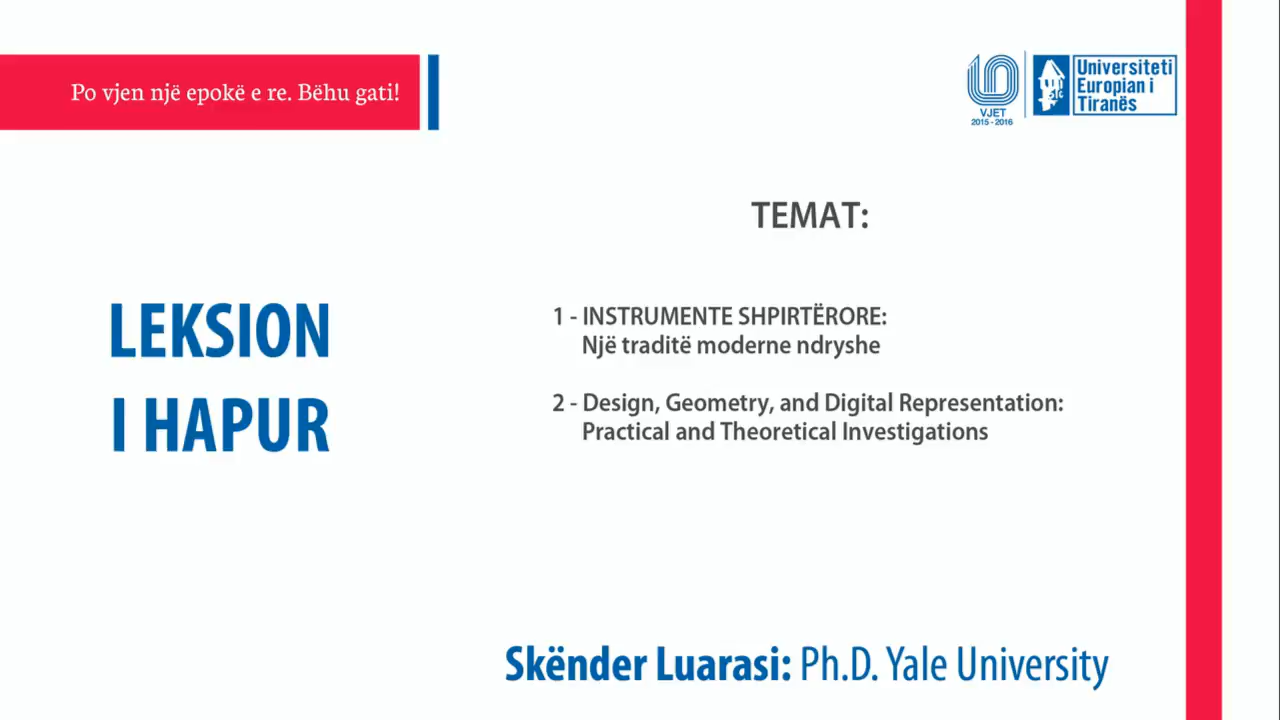 Po vjen një epokë e re. Bëhu gati!
10
VJET
2015 - 2016
Universiteti
Europian i
Tiranës
TEMAT:
LEKSION
I HAPUR
1 - INSTRUMENTE SHPIRTËRORE:
Një traditë moderne ndryshe
2 - Design, Geometry, and Digital Representation:
Practical and Theoretical Investigations
Skënder Luarasi: Ph.D. Yale University